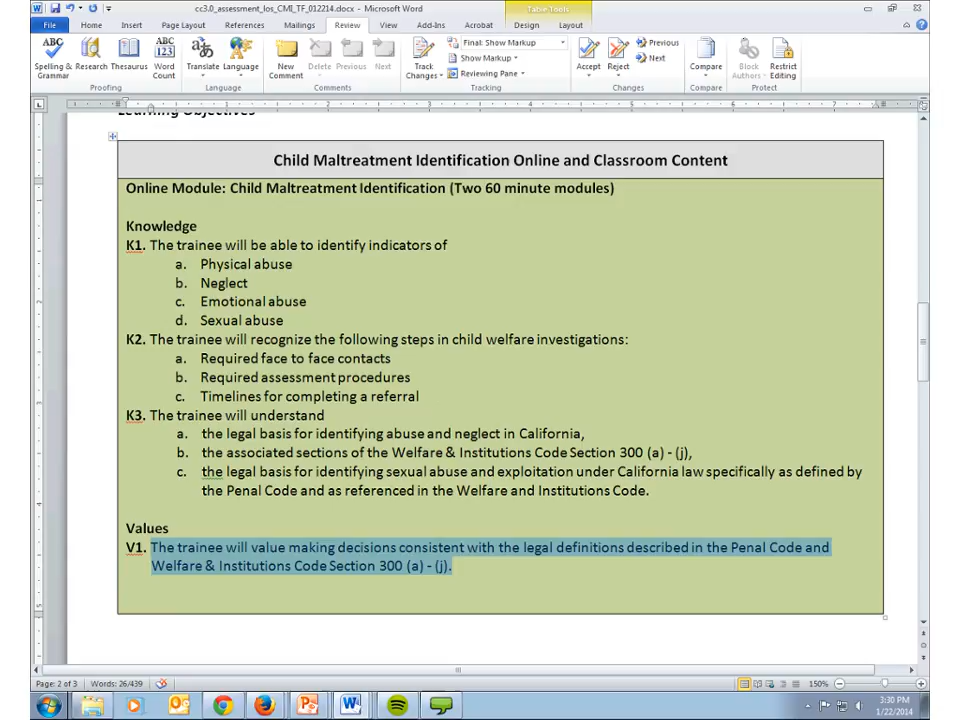 cc3.0_assessment_los_CMI_TF_012214.docx - Microsoft Word
Table Tools
File Home Insert Page Layout References Mailings Review View Add-Ins Acrobat Design Layout
ABC
Spelling & Grammar
Research
Thesaurus
ABC 123
Word Count
Proofing
Translate
Language
Language
New Comment
Delete
Previous
Next
Comments
Track Changes
Final: Show Markup
Show Markup
Reviewing Pane
Tracking
Accept
Reject
Previous
Next
Changes
Compare
Compare
Block Authors
Restrict Editing
Protect
Learning Objectives
Child Maltreatment Identification Online and Classroom Content
Online Module: Child Maltreatment Identification (Two 60 minute modules)
Knowledge
K1. The trainee will be able to identify indicators of
a. Physical abuse
b. Neglect
c. Emotional abuse
d. Sexual abuse
K2. The trainee will recognize the following steps in child welfare investigations:
a. Required face to face contacts
b. Required assessment procedures
c. Timelines for completing a referral
K3. The trainee will understand
a. the legal basis for identifying abuse and neglect in California,
b. the associated sections of the Welfare & Institutions Code Section 300 (a) - (j),
c. the legal basis for identifying sexual abuse and exploitation under California law specifically as defined by
the Penal Code and as referenced in the Welfare and Institutions Code.
Values
V1. The trainee will value making decisions consistent with the legal definitions described in the Penal Code and
Welfare & Institutions Code Section 300 (a) - (j).
Page: 2 of 3 Words: 26/439 150%
3:30 PM
1/22/2014